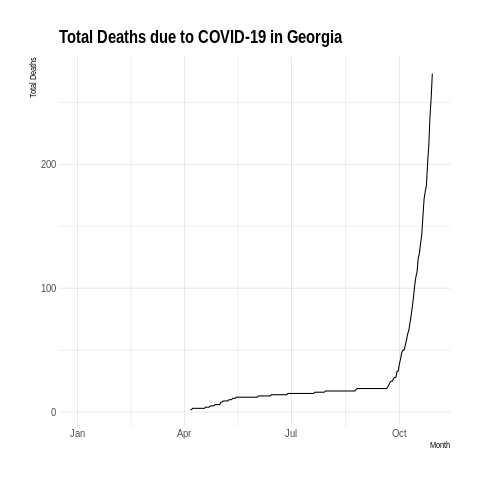 Total Deaths due to COVID-19 in Georgia
Total Deaths
200
100
0
Jan Apr Jul Oct
Month